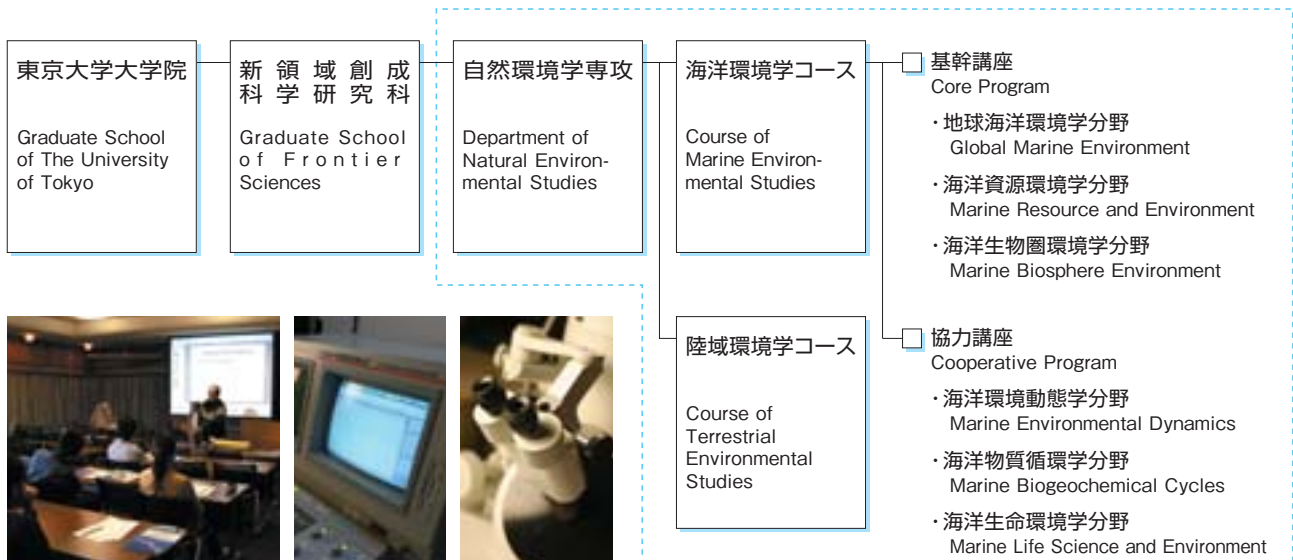 東京大学大学院
Graduate School
of The University
of Tokyo
新領域創成
科学研究科
Graduate School
of Frontier
Sciences
自然環境学専攻
Department of
Natural Environ-
mental Studies
海洋環境学コース
Course of
Marine Environ-
mental Studies
基幹講座
Core Program
・地球海洋環境学分野
Global Marine Environment
・海洋資源環境学分野
Marine Resource and Environment
・海洋生物圏環境学分野
Marine Biosphere Environment
陸域環境学コース
Course of
Terrestrial
Environmental
Studies
協力講座
Cooperative Program
・海洋環境動態学分野
Marine Environmental Dynamics
・海洋物質循環学分野
Marine Biogeochemical Cycles
・海洋生命環境学分野
Marine Life Science and Environment